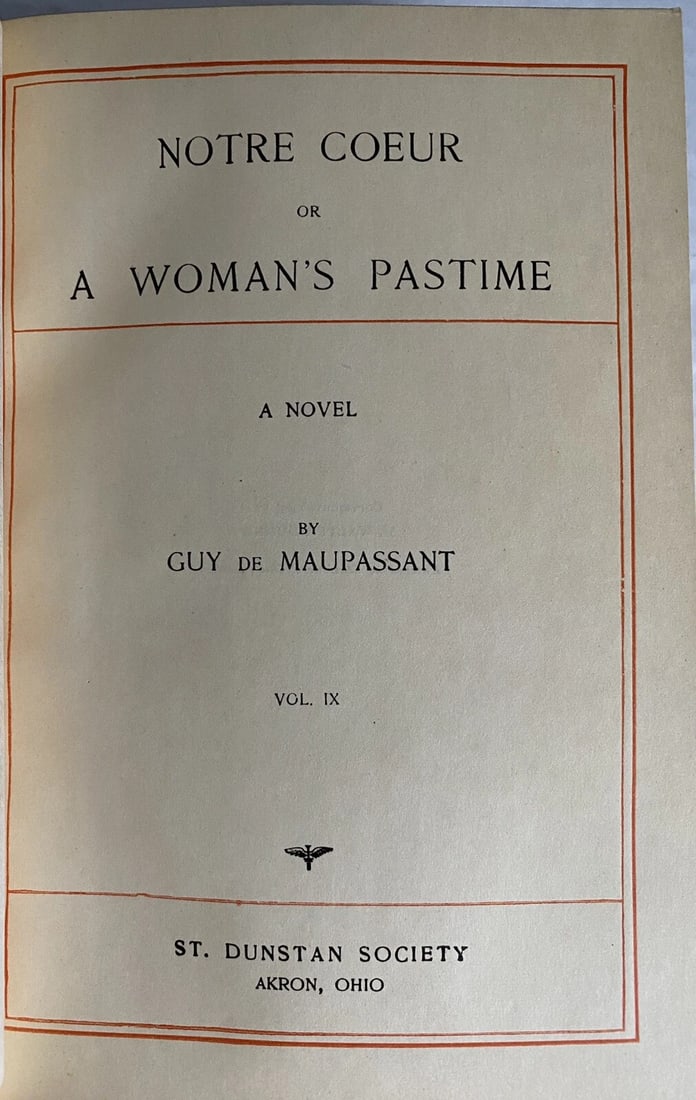 NOTRE COEUR
OR
A WOMAN'S PASTIME
A NOVEL
BY
GUY DE MAUPASSANT
VOL. IX
ST. DUNSTAN SOCIETY
AKRON, OHIO